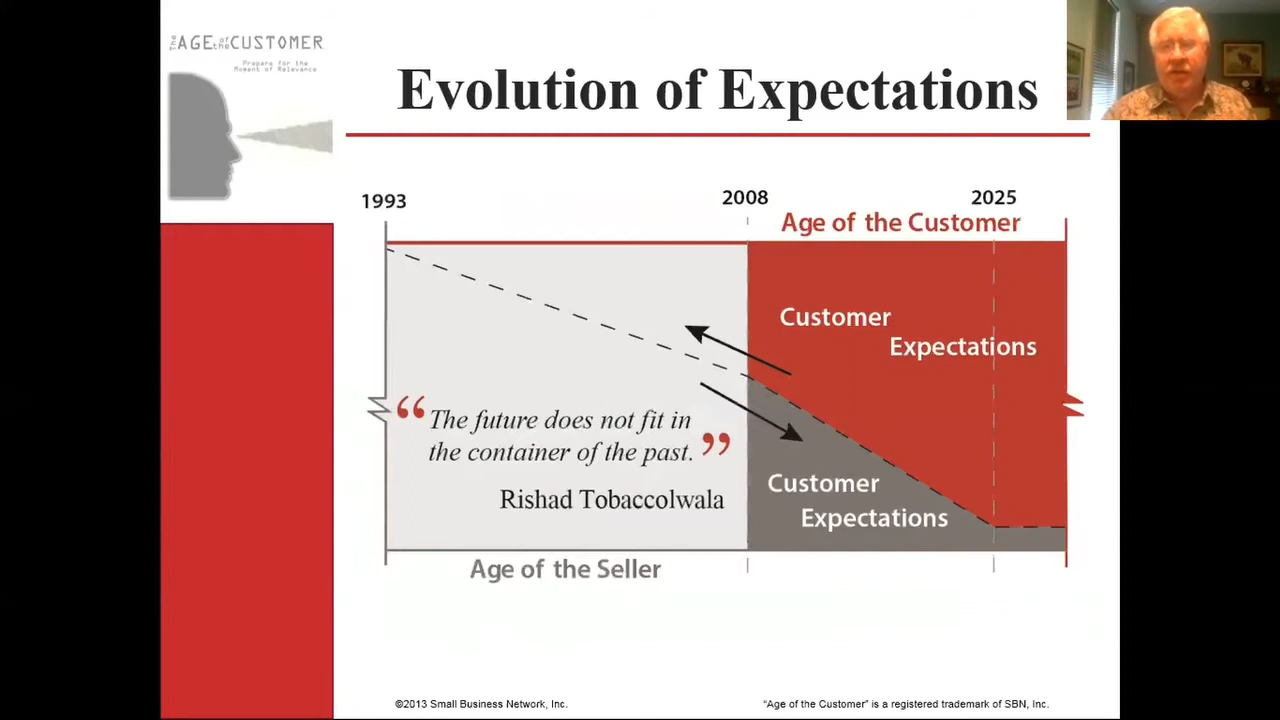 The AGE of the CUSTOMER
Prepare for the
Moment of Relevance
Evolution of Expectations
1993
2008
2025
Age of the Customer
Customer
Expectations
“The future does not fit in
the container of the past.”
Rishad Tobaccolwala
Customer
Expectations
Age of the Seller
©2013 Small Business Network, Inc.
“Age of the Customer” is a registered trademark of SBN, Inc.